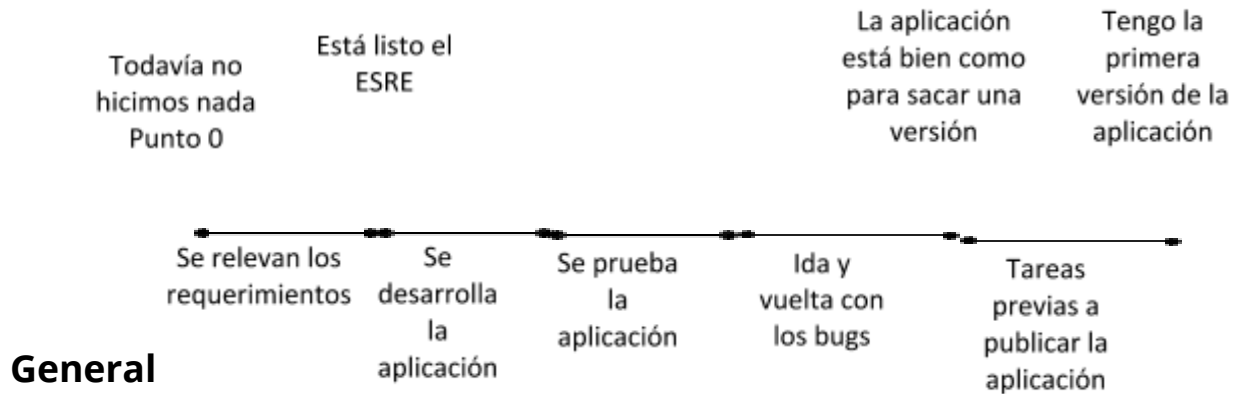 Todavía no
hicimos nada
Punto 0
Está listo el
ESRE
La aplicación
está bien como
para sacar una
versión
Tengo la
primera
versión de la
aplicación
Se relevan los
requerimientos
Se
desarrolla
la
aplicación
Se prueba
la
aplicación
Ida y
vuelta con
los bugs
Tareas
previas a
publicar la
aplicación
General